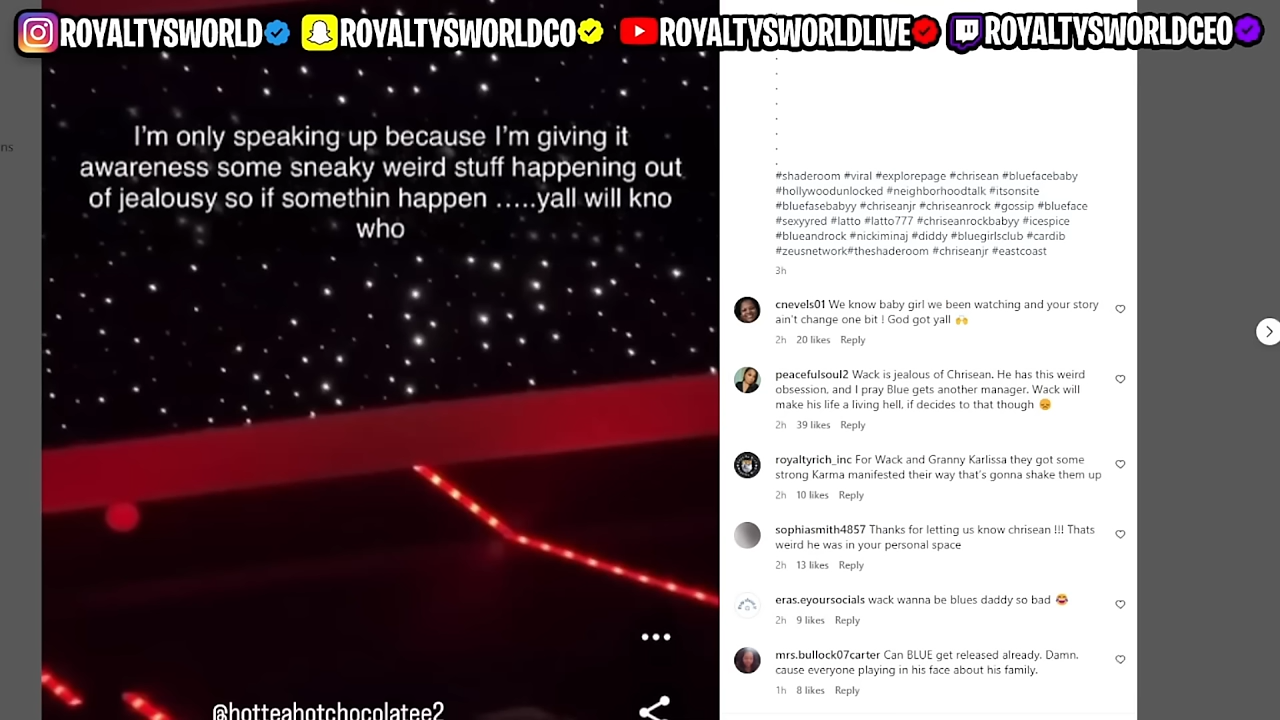 ROYALTYSWORLD ROYALTYSWORLDCO ROYALTYSWORLDLIVE ROYALTYSWORLDCEO
ns
I'm only speaking up because I'm giving it
awareness some sneaky weird stuff happening out
of jealousy so if somethin happen .....yall will kno
who
@hotteahotchocolatee2
.
.
.
.
.
.
.
.
#shaderoom #viral #explorepage #chrisean #bluefacebaby
#hollywoodunlocked #neighborhoodtalk #itsonsite
#bluefasebabyy #chriseanjr #chriseanrock #gossip #blueface
#sexyyred #latto #latto777 #chriseanrockbabyy #icespice
#blueandrock #nickiminaj #diddy #bluegirlsclub #cardib
#zeusnetwork#theshaderoom #chriseanjr #eastcoast
3h
cnevels01 We know baby girl we been watching and your story
ain't change one bit ! God got yall 🙌
2h 20 likes Reply
peacefulsoul2 Wack is jealous of Chrisean. He has this weird
obsession, and I pray Blue gets another manager. Wack will
make his life a living hell, if decides to that though 😞
2h 39 likes Reply
royaltyrich_inc For Wack and Granny Karlissa they got some
strong Karma manifested their way that's gonna shake them up
2h 10 likes Reply
sophiasmith4857 Thanks for letting us know chrisean !!! Thats
weird he was in your personal space
2h 13 likes Reply
eras.eyoursocials wack wanna be blues daddy so bad 😂
2h 9 likes Reply
mrs.bullock07carter Can BLUE get released already. Damn.
cause everyone playing in his face about his family.
1h 8 likes Reply